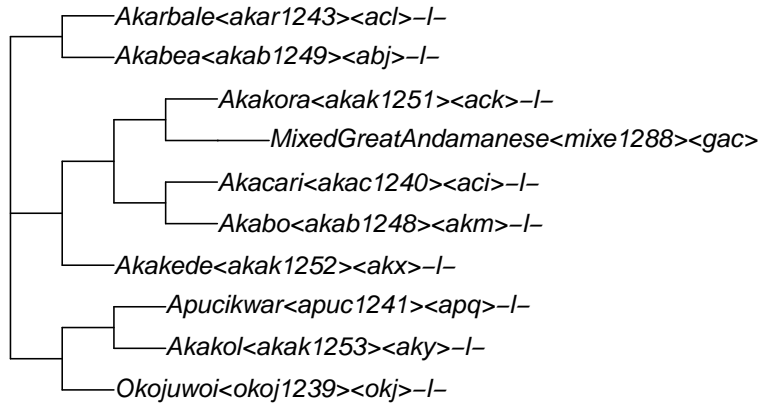 Akarbale<akar1243><acl>−l−
Akabea<akab1249><abj>−l−
Akakora<akak1251><ack>−l−
MixedGreatAndamanese<mixe1288><gac>
Akacari<akac1240><aci>−l−
Akabo<akab1248><akm>−l−
Akakede<akak1252><akx>−l−
Apucikwar<apuc1241><apq>−l−
Akakol<akak1253><aky>−l−
Okojuwoi<okoj1239><okj>−l−